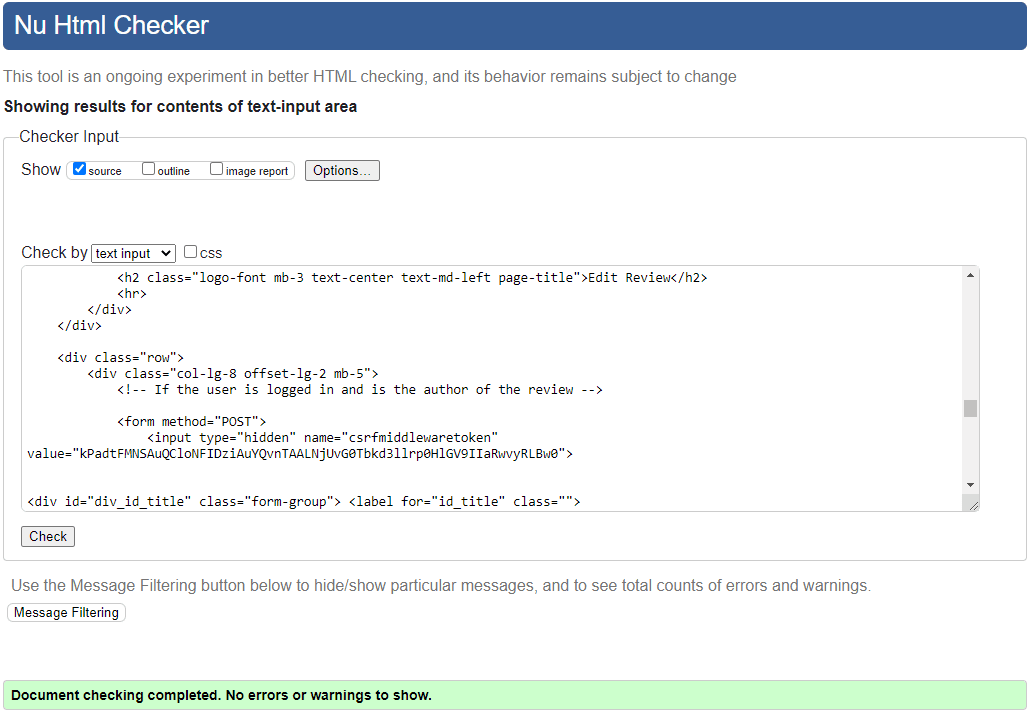 Nu Html Checker
This tool is an ongoing experiment in better HTML checking, and its behavior remains subject to change
Showing results for contents of text-input area
Checker Input
Show source outline image report Options...
Check by text input css
<h2 class="logo-font mb-3 text-center text-md-left page-title">Edit Review</h2>
<hr>
</div>
</div>
<div class="row">
<div class="col-lg-8 offset-lg-2 mb-5">
<!-- If the user is logged in and is the author of the review -->
<form method="POST">
<input type="hidden" name="csrfmiddlewaretoken"
value="kPadtFMNSAuQCloNFIDziAuYQvnTAALNjUvG0Tbkd3llrp0HlGV9IIaRwvyRLBw0">
<div id="div_id_title" class="form-group"> <label for="id_title" class="">
Check
Use the Message Filtering button below to hide/show particular messages, and to see total counts of errors and warnings.
Message Filtering
Document checking completed. No errors or warnings to show.